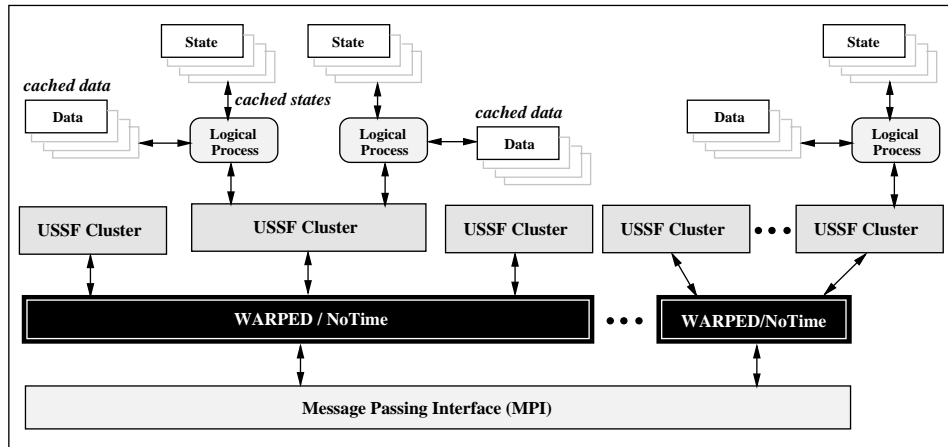 State
State
State
cached data
cached states
Data
cached data
Data
Data
Logical
Process
Logical
Process
Logical
Process
USSF Cluster
USSF Cluster
USSF Cluster
USSF Cluster
USSF Cluster
WARPED / NoTime
WARPED/NoTime
Message Passing Interface (MPI)